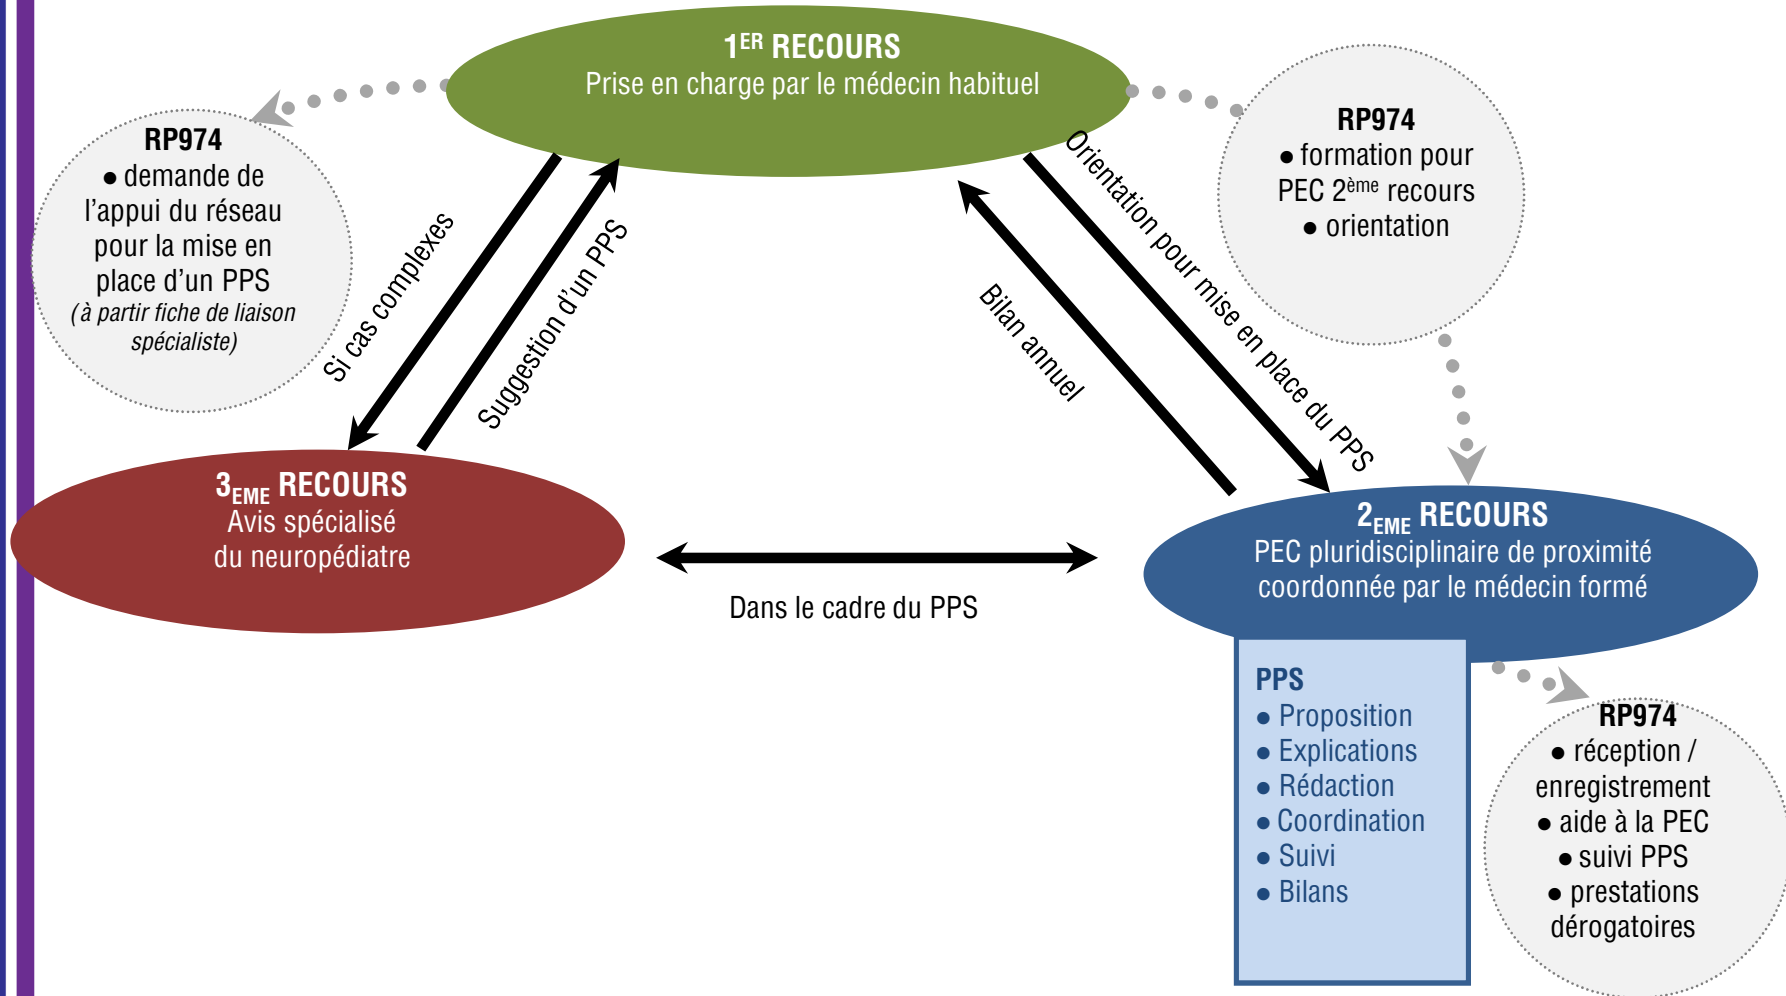 1ER RECOURS
Prise en charge par le médecin habituel
RP974
● demande de
l’appui du réseau
pour la mise en
place d’un PPS
(à partir fiche de liaison
spécialiste)
RP974
● formation pour
PEC 2ème recours
● orientation
Si cas complexes
Suggestion d’un PPS
Bilan annuel
Orientation pour mise en place du PPS
3EME RECOURS
Avis spécialisé
du neuropédiatre
Dans le cadre du PPS
2EME RECOURS
PEC pluridisciplinaire de proximité
coordonnée par le médecin formé
PPS
● Proposition
● Explications
● Rédaction
● Coordination
● Suivi
● Bilans
RP974
● réception /
enregistrement
● aide à la PEC
● suivi PPS
● prestations
dérogatoires